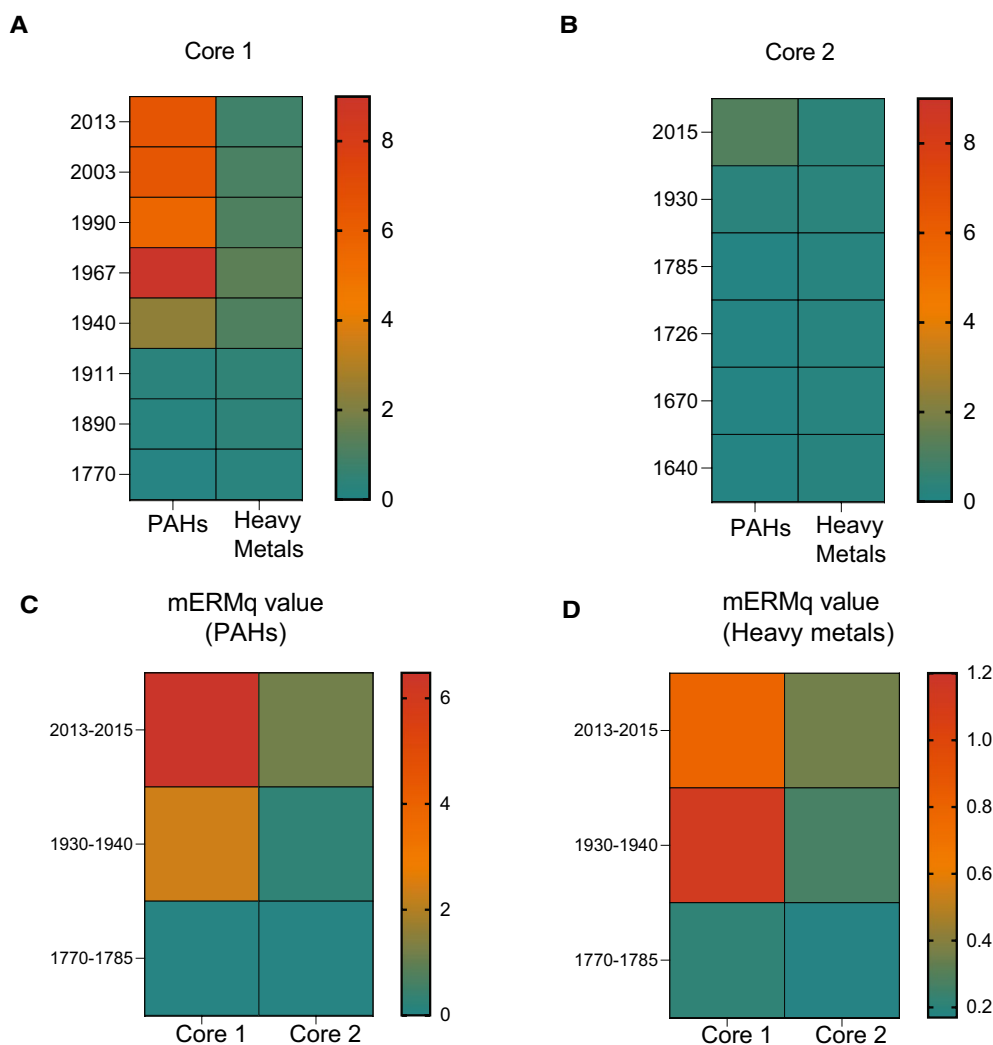 A
Core 1
2013
2003
1990
1967
1940
1911
1890
1770
8
6
4
2
0
PAHs
Heavy
Metals
B
Core 2
2015
1930
1785
1726
1670
1640
8
6
4
2
0
PAHs
Heavy
Metals
C
mERMq value
(PAHs)
2013-2015
1930-1940
1770-1785
6
4
2
0
Core 1
Core 2
D
mERMq value
(Heavy metals)
2013-2015
1930-1940
1770-1785
1.2
1.0
0.8
0.6
0.4
0.2
Core 1
Core 2